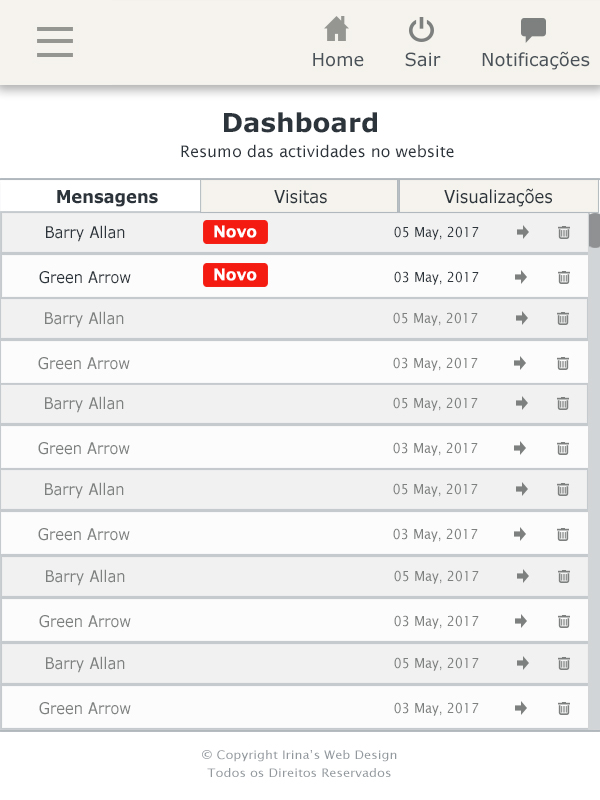 Home Sair Notificações
Dashboard
Resumo das actividades no website
Mensagens Visitas Visualizações
Barry Allan Novo 05 May, 2017
Green Arrow Novo 03 May, 2017
Barry Allan 05 May, 2017
Green Arrow 03 May, 2017
Barry Allan 05 May, 2017
Green Arrow 03 May, 2017
Barry Allan 05 May, 2017
Green Arrow 03 May, 2017
Barry Allan 05 May, 2017
Green Arrow 03 May, 2017
Barry Allan 05 May, 2017
Green Arrow 03 May, 2017
© Copyright Irina's Web Design
Todos os Direitos Reservados